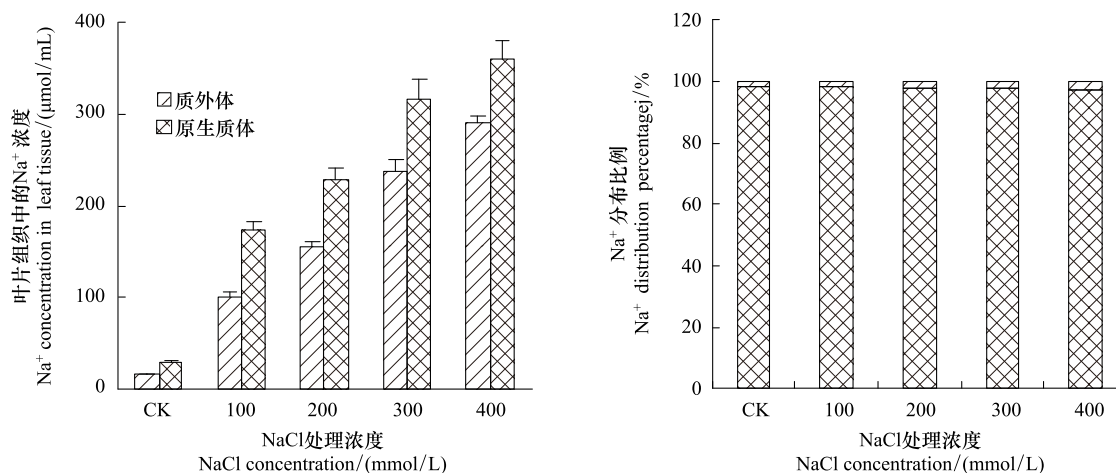 400
300
200
100
0
叶片组织中的Na⁺ 浓度
Na⁺ concentration in leaf tissue/(μmol/mL)
质外体
原生质体
CK 100 200 300 400
NaCl处理浓度
NaCl concentration/(mmol/L)
120
100
80
60
40
20
0
Na⁺ 分布比例
Na⁺ distribution percentagej/%
CK 100 200 300 400
NaCl处理浓度
NaCl concentration/(mmol/L)